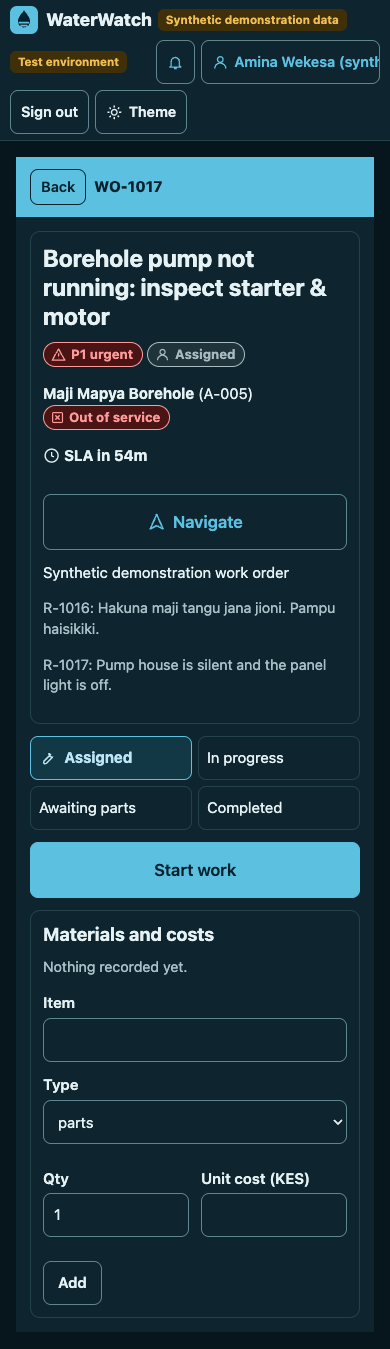 WaterWatch
Synthetic demonstration data
Test environment
Amina Wekesa (synth
Sign out
Theme
Back
WO-1017
Borehole pump not
running: inspect starter &
motor
P1 urgent
Assigned
Maji Mapya Borehole (A-005)
Out of service
SLA in 54m
Navigate
Synthetic demonstration work order
R-1016: Hakuna maji tangu jana jioni. Pampu
haisikiki.
R-1017: Pump house is silent and the panel
light is off.
Assigned
In progress
Awaiting parts
Completed
Start work
Materials and costs
Nothing recorded yet.
Item
Type
parts
Qty
Unit cost (KES)
1
Add